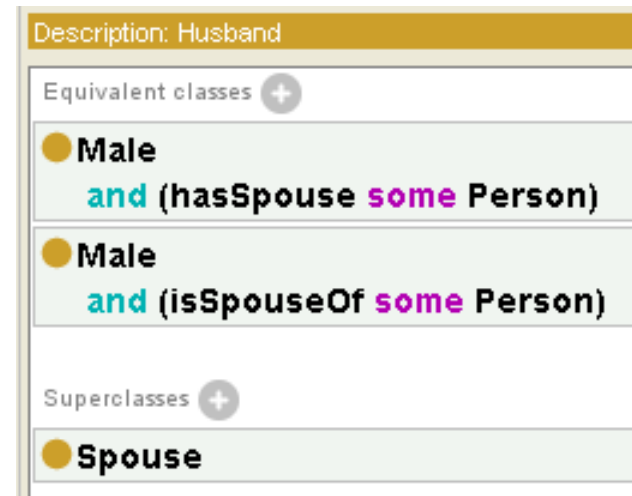 Description: Husband
Equivalent classes
Male
and (hasSpouse some Person)
Male
and (isSpouseOf some Person)
Superclasses
Spouse